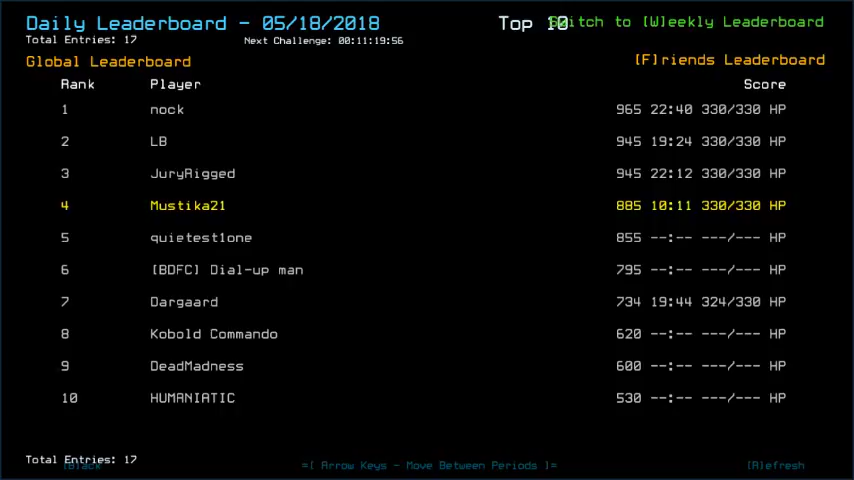 Daily Leaderboard - 05/18/2018 Top 10 Switch to [W]eekly Leaderboard
Total Entries: 17 Next Challenge: 00:11:19:56
Global Leaderboard [F]riends Leaderboard
Rank Player Score
1 nock 965 22:40 330/330 HP
2 LB 945 19:24 330/330 HP
3 JuryRigged 945 22:12 330/330 HP
4 Mustika21 885 10:11 330/330 HP
5 quietest1one 855 --:-- ---/--- HP
6 [BDFC] Dial-up man 795 --:-- ---/--- HP
7 Dargaard 734 19:44 324/330 HP
8 Kobold Commando 620 --:-- ---/--- HP
9 DeadMadness 600 --:-- ---/--- HP
10 HUMANIATIC 530 --:-- ---/--- HP
Total Entries: 17
[B]ack =[ Arrow Keys - Move Between Periods ]= [R]efresh